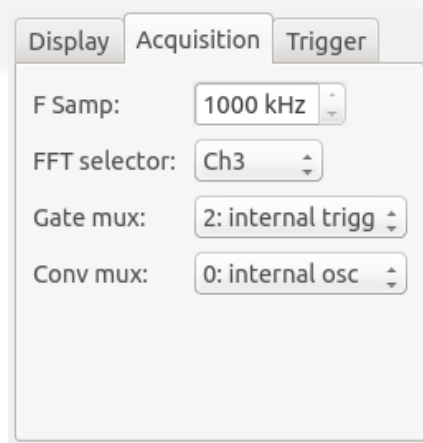 Display Acquisition Trigger
F Samp: 1000 kHz
FFT selector: Ch3
Gate mux: 2: internal trigg
Conv mux: 0: internal osc